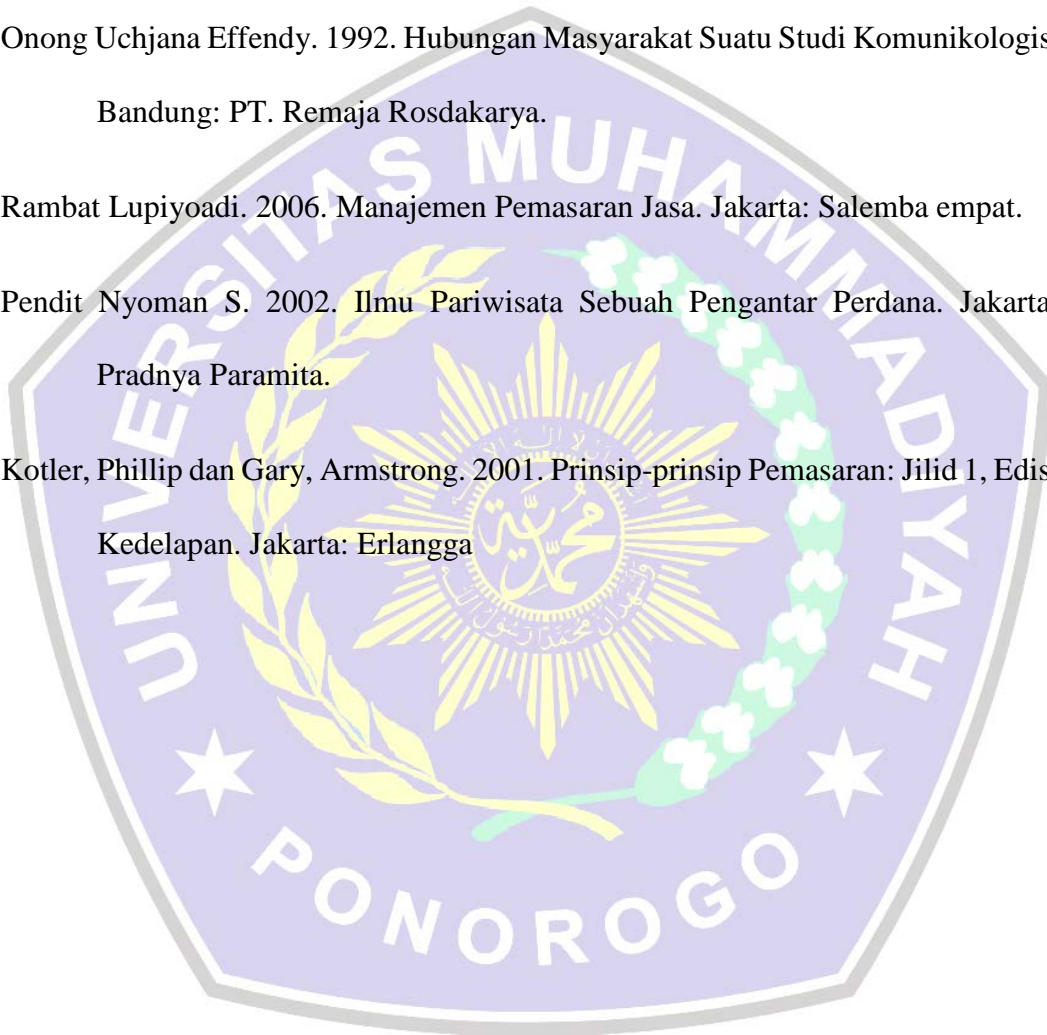 Onong Uchjana Effendy. 1992. Hubungan Masyarakat Suatu Studi Komunikologis
Bandung: PT. Remaja Rosdakarya.
Rambat Lupiyoadi. 2006. Manajemen Pemasaran Jasa. Jakarta: Salemba empat.
Pendit Nyoman S. 2002. Ilmu Pariwisata Sebuah Pengantar Perdana. Jakarta
Pradnya Paramita.
Kotler, Phillip dan Gary, Armstrong. 2001. Prinsip-prinsip Pemasaran: Jilid 1, Edis
Kedelapan. Jakarta: Erlangga
UNIVERSITAS MUHAMMADIYAH
PONOROGO
محمدية